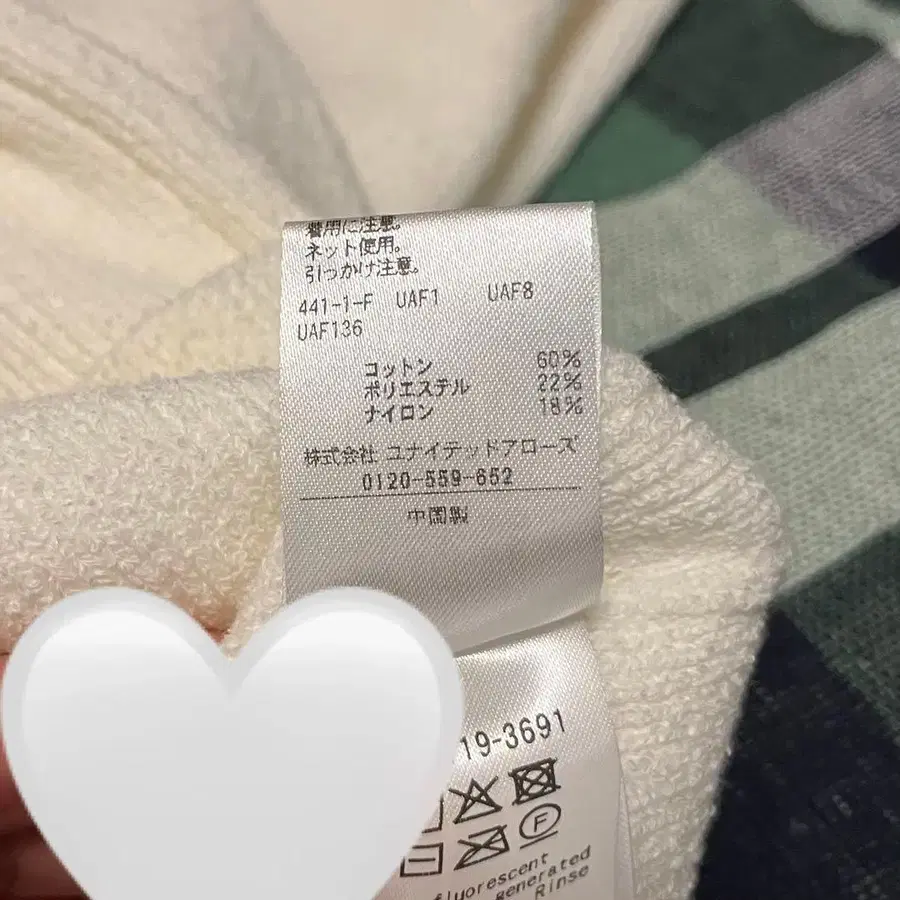 着用に注意。
ネット使用。
引っかけ注意。
441-1-F UAF1 UAF8
UAF136
コットン 60%
ポリエステル 22%
ナイロン 18%
株式会社 ユナイテッドアローズ
0120-559-652
中国製
19-3691
F
fluorescent
generated
Rinse